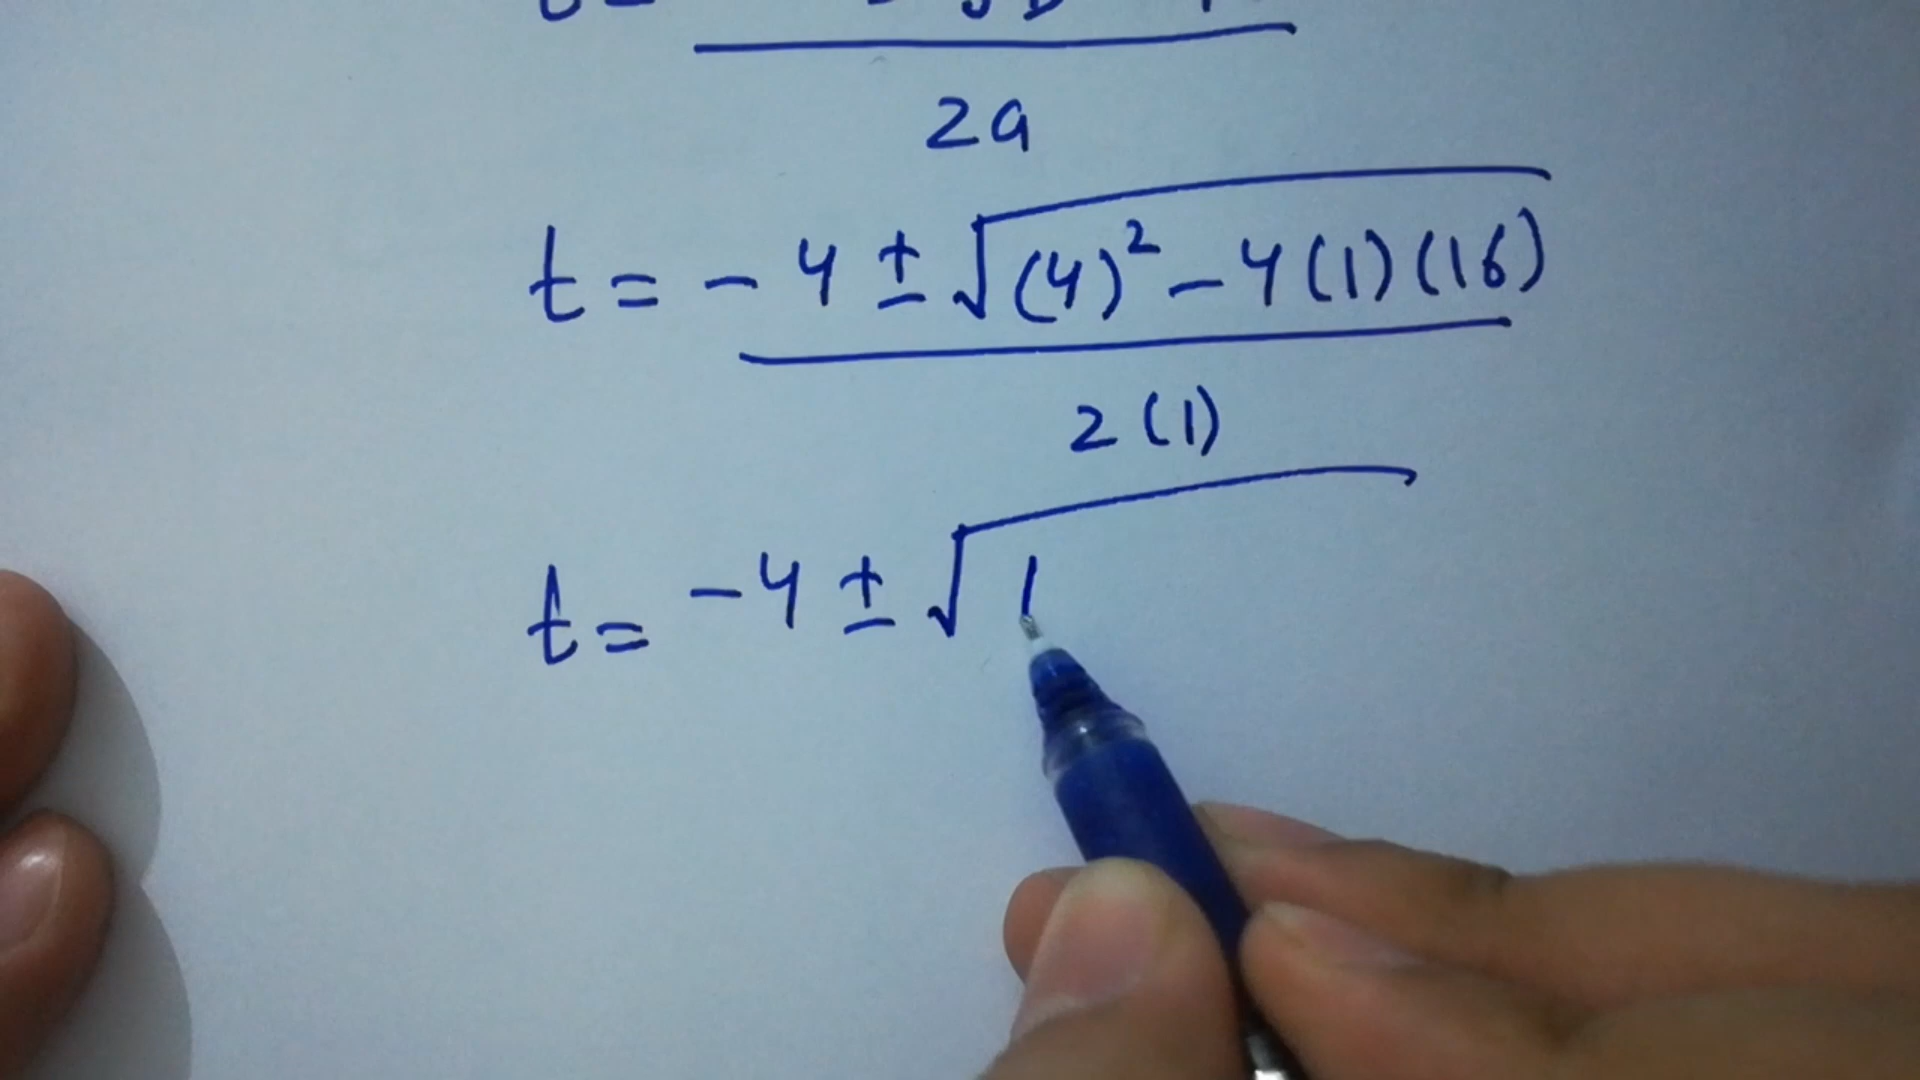 2a
t = - 4 ± √(4)² - 4(1)(16)
2(1)
t = -4 ± √1